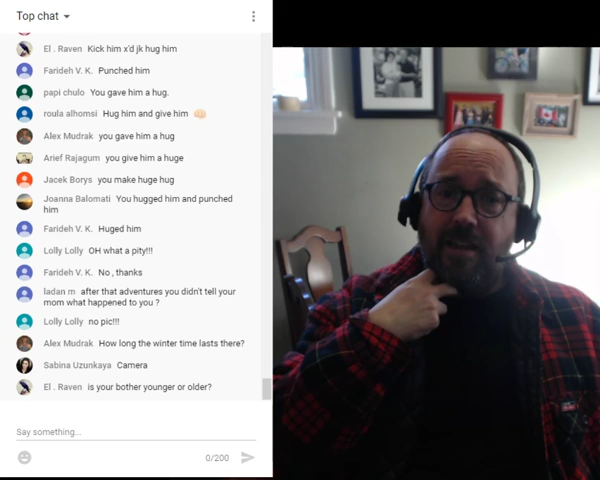 Top chat
El . Raven Kick him x'd jk hug him
Farideh V. K. Punched him
papi chulo You gave him a hug.
roula alhomsi Hug him and give him 👊🏻
Alex Mudrak you gave him a hug
Arief Rajagum you give him a huge
Jacek Borys you make huge hug
Joanna Balomati You hugged him and punched
him
Farideh V. K. Huged him
Lolly Lolly OH what a pity!!!
Farideh V. K. No , thanks
ladan m after that adventures you didn't tell your
mom what happened to you ?
Lolly Lolly no pic!!!
Alex Mudrak How long the winter time lasts there?
Sabina Uzunkaya Camera
El . Raven is your bother younger or older?
Say something...
0/200